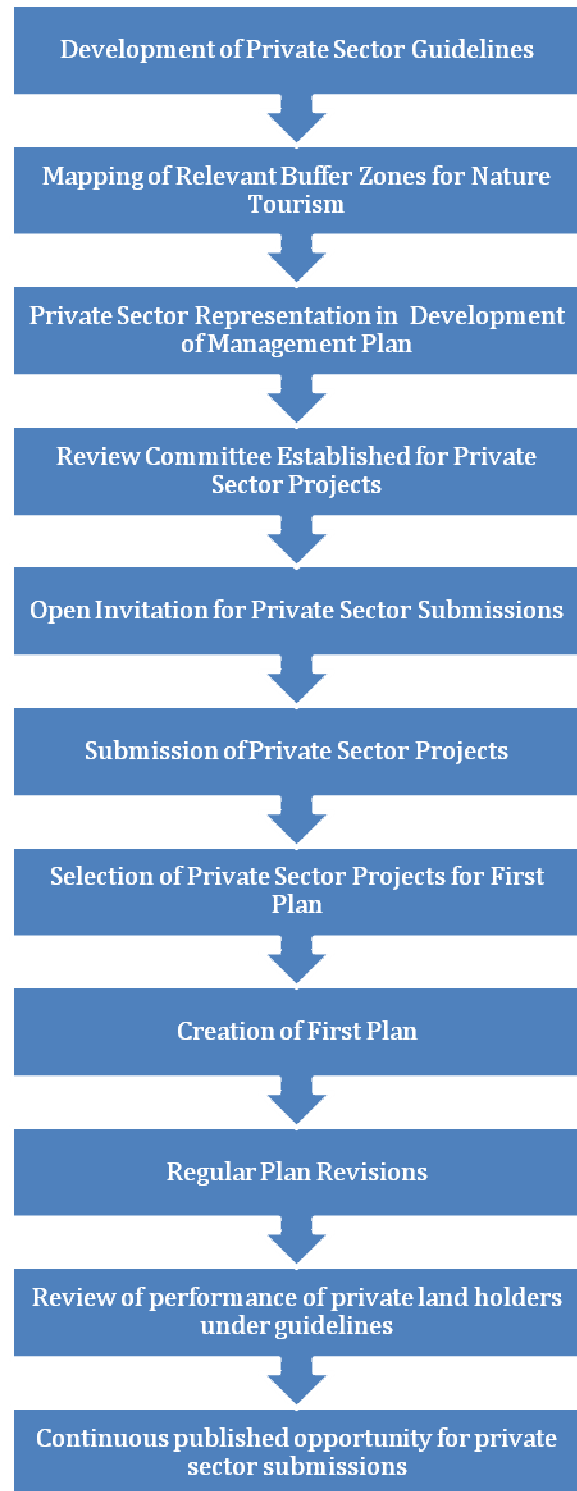 Development of Private Sector Guidelines
Mapping of Relevant Buffer Zones for Nature
Tourism
Private Sector Representation in Development
of Management Plan
Review Committee Established for Private
Sector Projects
Open Invitation for Private Sector Submissions
Submission of Private Sector Projects
Selection of Private Sector Projects for First
Plan
Creation of First Plan
Regular Plan Revisions
Review of performance of private land holders
under guidelines
Continuous published opportunity for private
sector submissions